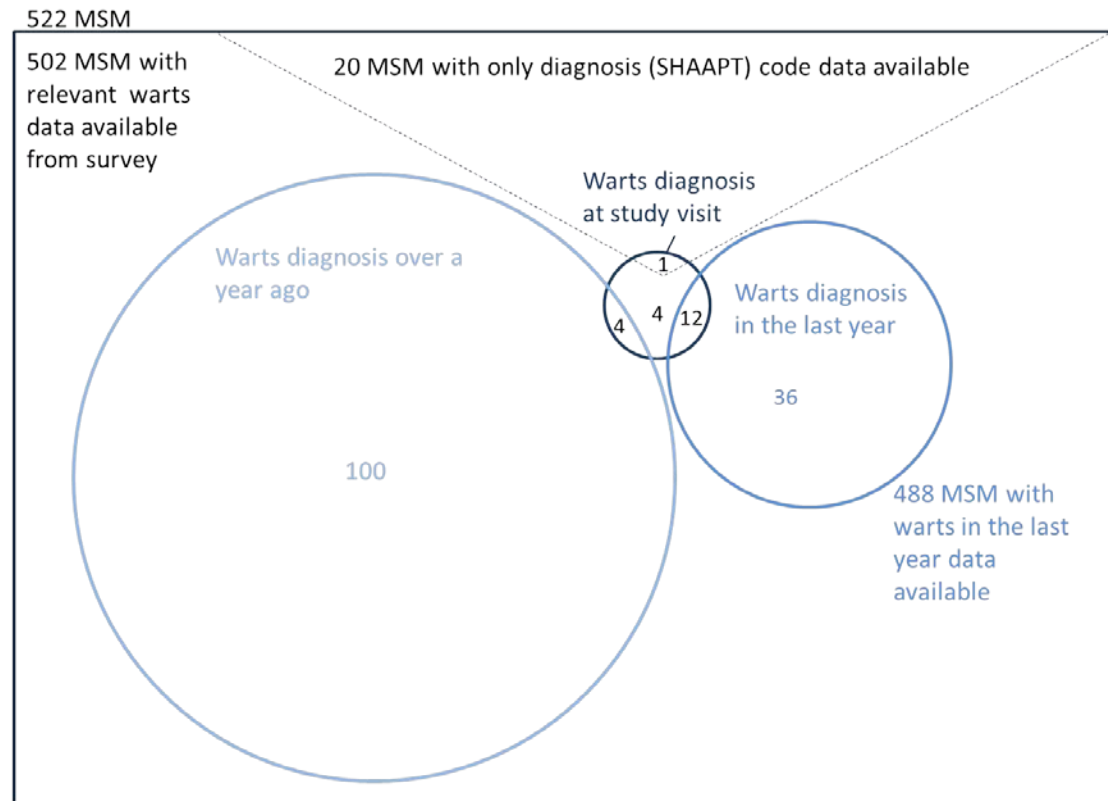 522 MSM
502 MSM with
relevant warts
data available
from survey
20 MSM with only diagnosis (SHAAPT) code data available
Warts diagnosis
at study visit
Warts diagnosis over a
year ago
1
Warts diagnosis
in the last year
4
4
12
36
100
488 MSM with
warts in the last
year data
available